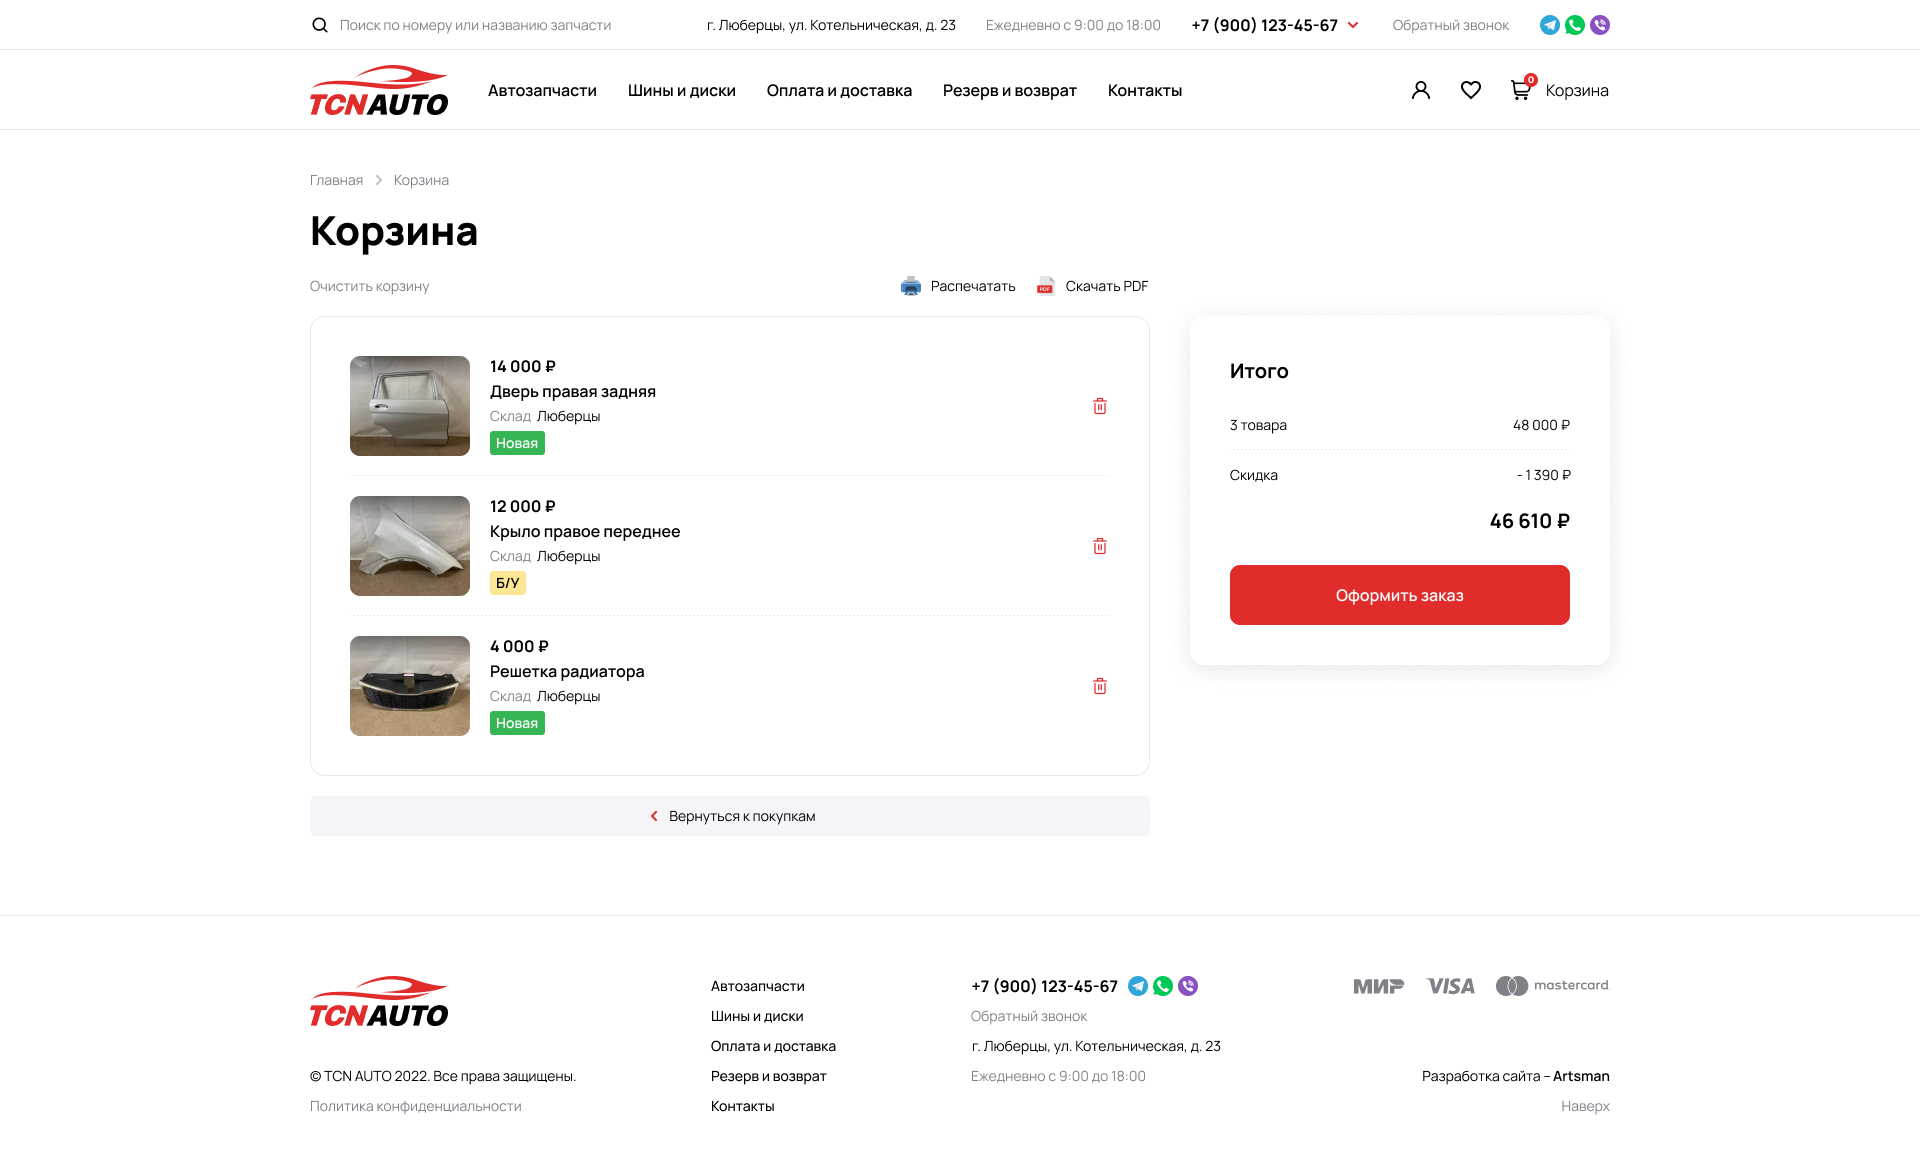 Поиск по номеру или названию запчасти
г. Люберцы, ул. Котельническая, д. 23
Ежедневно с 9:00 до 18:00
+7 (900) 123-45-67
Обратный звонок
TCNAUTO
Автозапчасти
Шины и диски
Оплата и доставка
Резерв и возврат
Контакты
0
Корзина
Главная
Корзина
Корзина
Очистить корзину
Распечатать
PDF
Скачать PDF
14 000 ₽
Дверь правая задняя
Склад Люберцы
Новая
12 000 ₽
Крыло правое переднее
Склад Люберцы
Б/У
4 000 ₽
Решетка радиатора
Склад Люберцы
Новая
Вернуться к покупкам
Итого
3 товара 48 000 ₽
Скидка - 1 390 ₽
46 610 ₽
Оформить заказ
TCNAUTO
© TCN AUTO 2022. Все права защищены.
Политика конфиденциальности
Автозапчасти
Шины и диски
Оплата и доставка
Резерв и возврат
Контакты
+7 (900) 123-45-67
Обратный звонок
г. Люберцы, ул. Котельническая, д. 23
Ежедневно с 9:00 до 18:00
МИР
VISA
mastercard
Разработка сайта – Artsman
Наверх